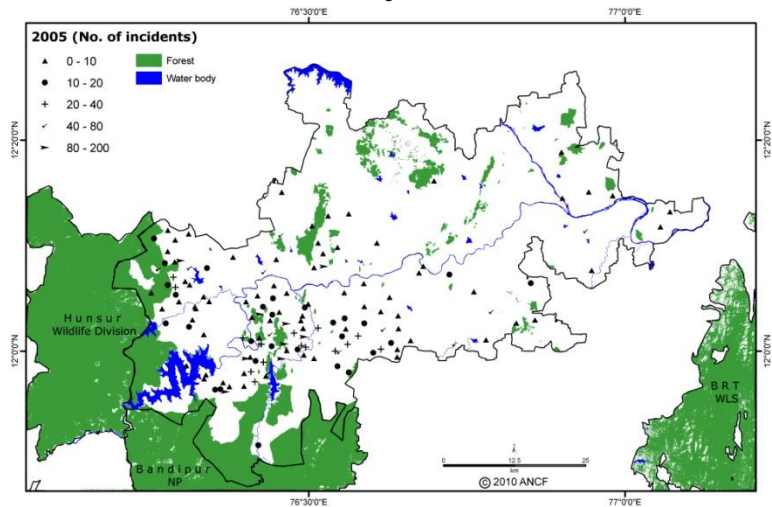 76°30'0"E 77°0'0"E
2005 (No. of incidents)
0 - 10 Forest
10 - 20 Water body
20 - 40
40 - 80
80 - 200
12°20'0"N 12°20'0"N
Hunsur
Wildlife Division
12°0'0"N 12°0'0"N
BRT
WLS
Bandipur
NP
0 12.5 25
km
© 2010 ANCF
76°30'0"E 77°0'0"E